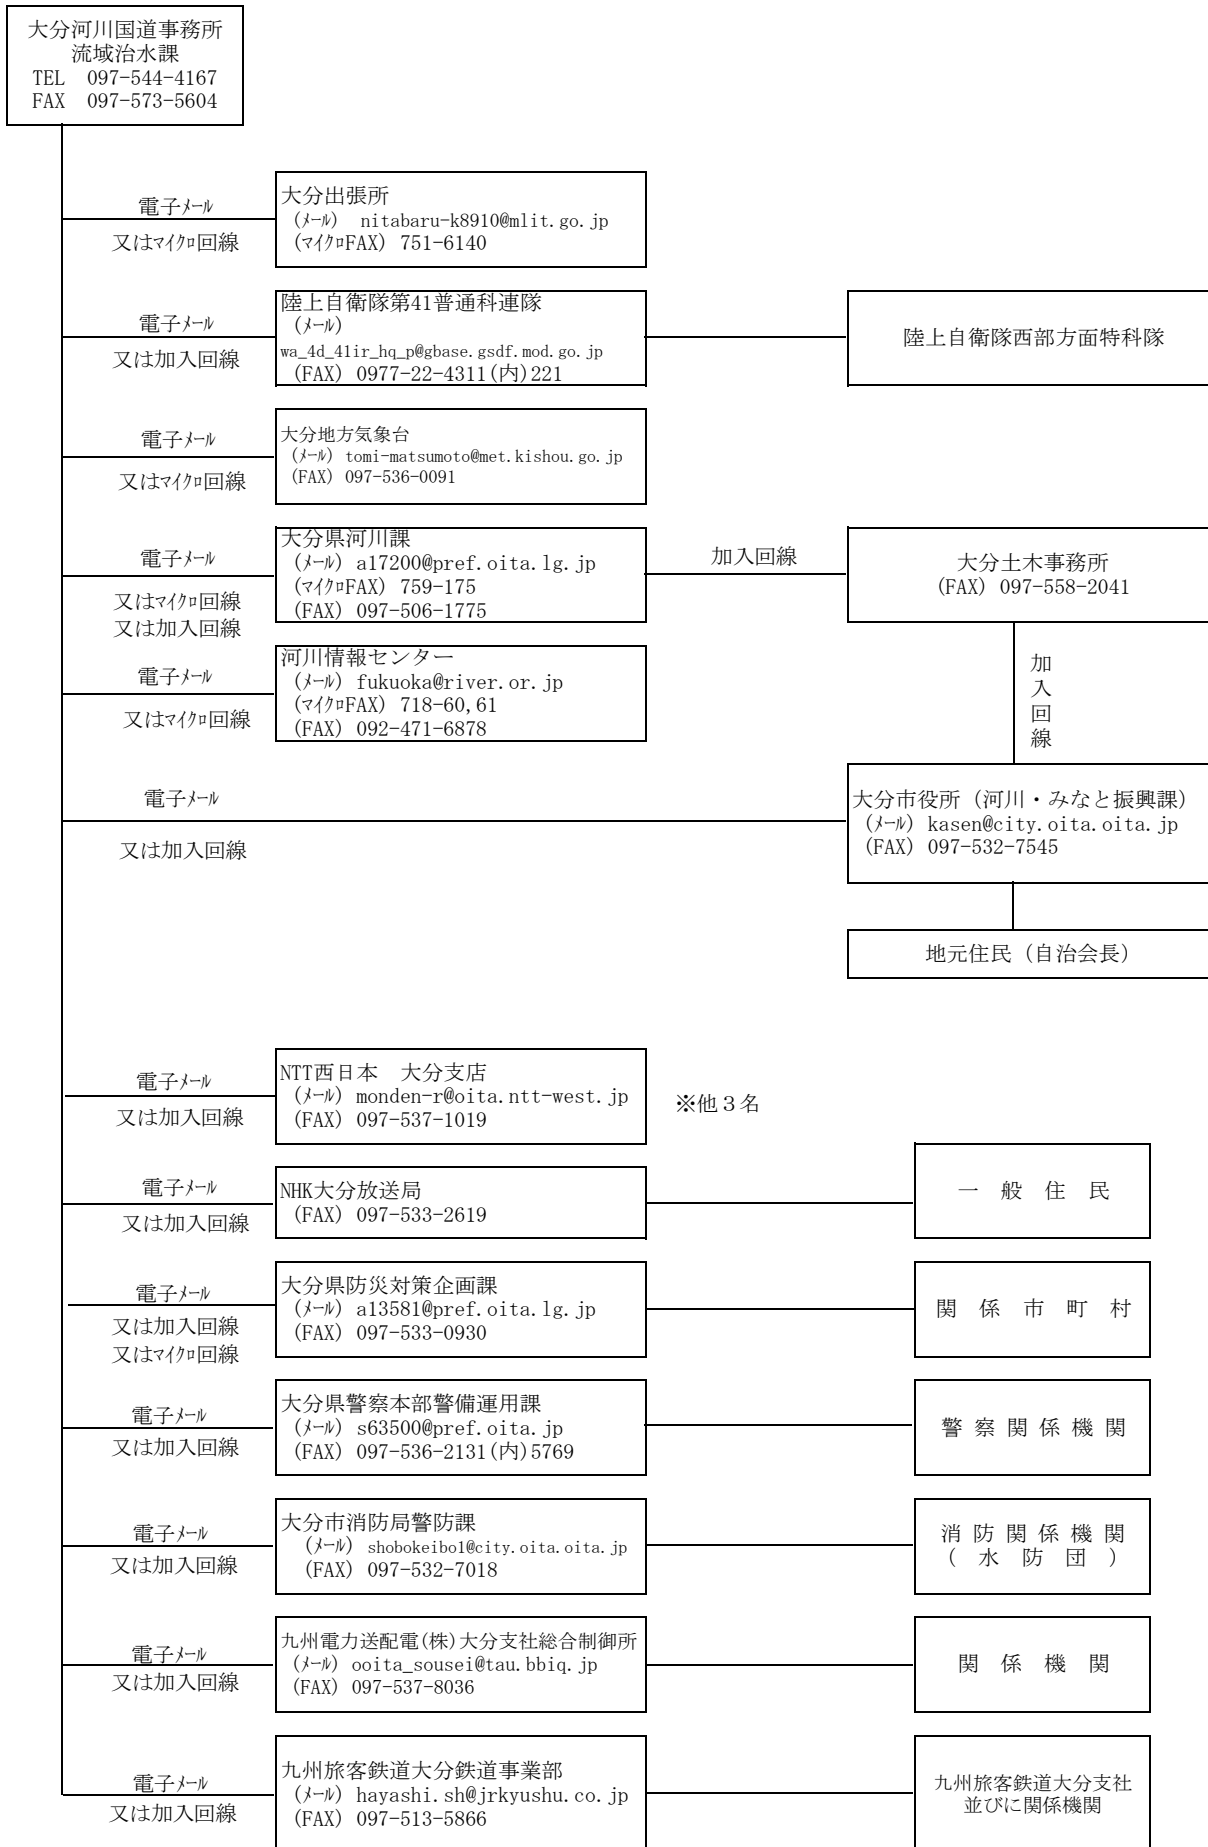 大分河川国道事務所
流域治水課
TEL 097-544-4167
FAX 097-573-5604
電子ﾒｰﾙ
又はﾏｲｸﾛ回線
大分出張所
(ﾒｰﾙ) nitabaru-k8910@mlit.go.jp
(ﾏｲｸﾛFAX) 751-6140
電子ﾒｰﾙ
又は加入回線
陸上自衛隊第41普通科連隊
(ﾒｰﾙ)
wa_4d_41ir_hq_p@gbase.gsdf.mod.go.jp
(FAX) 0977-22-4311(内)221
陸上自衛隊西部方面特科隊
電子ﾒｰﾙ
又はﾏｲｸﾛ回線
大分地方気象台
(ﾒｰﾙ) tomi-matsumoto@met.kishou.go.jp
(FAX) 097-536-0091
電子ﾒｰﾙ
又はﾏｲｸﾛ回線
又は加入回線
大分県河川課
(ﾒｰﾙ) a17200@pref.oita.lg.jp
(ﾏｲｸﾛFAX) 759-175
(FAX) 097-506-1775
加入回線
大分土木事務所
(FAX) 097-558-2041
電子ﾒｰﾙ
又はﾏｲｸﾛ回線
河川情報センター
(ﾒｰﾙ) fukuoka@river.or.jp
(ﾏｲｸﾛFAX) 718-60,61
(FAX) 092-471-6878
加入回線
電子ﾒｰﾙ
又は加入回線
大分市役所（河川・みなと振興課）
(ﾒｰﾙ) kasen@city.oita.oita.jp
(FAX) 097-532-7545
地元住民（自治会長）
電子ﾒｰﾙ
又は加入回線
NTT西日本　大分支店
(ﾒｰﾙ) monden-r@oita.ntt-west.jp
(FAX) 097-537-1019
※他３名
電子ﾒｰﾙ
又は加入回線
NHK大分放送局
(FAX) 097-533-2619
一　般　住　民
電子ﾒｰﾙ
又は加入回線
又はﾏｲｸﾛ回線
大分県防災対策企画課
(ﾒｰﾙ) a13581@pref.oita.lg.jp
(FAX) 097-533-0930
関　係　市　町　村
電子ﾒｰﾙ
又は加入回線
大分県警察本部警備運用課
(ﾒｰﾙ) s63500@pref.oita.jp
(FAX) 097-536-2131(内)5769
警 察 関 係 機 関
電子ﾒｰﾙ
又は加入回線
大分市消防局警防課
(ﾒｰﾙ) shobokeibo1@city.oita.oita.jp
(FAX) 097-532-7018
消 防 関 係 機 関
（　水　防　団　）
電子ﾒｰﾙ
又は加入回線
九州電力送配電(株)大分支社総合制御所
(ﾒｰﾙ) ooita_sousei@tau.bbiq.jp
(FAX) 097-537-8036
関　係　機　関
電子ﾒｰﾙ
又は加入回線
九州旅客鉄道大分鉄道事業部
(ﾒｰﾙ) hayashi.sh@jrkyushu.co.jp
(FAX) 097-513-5866
九州旅客鉄道大分支社
並びに関係機関